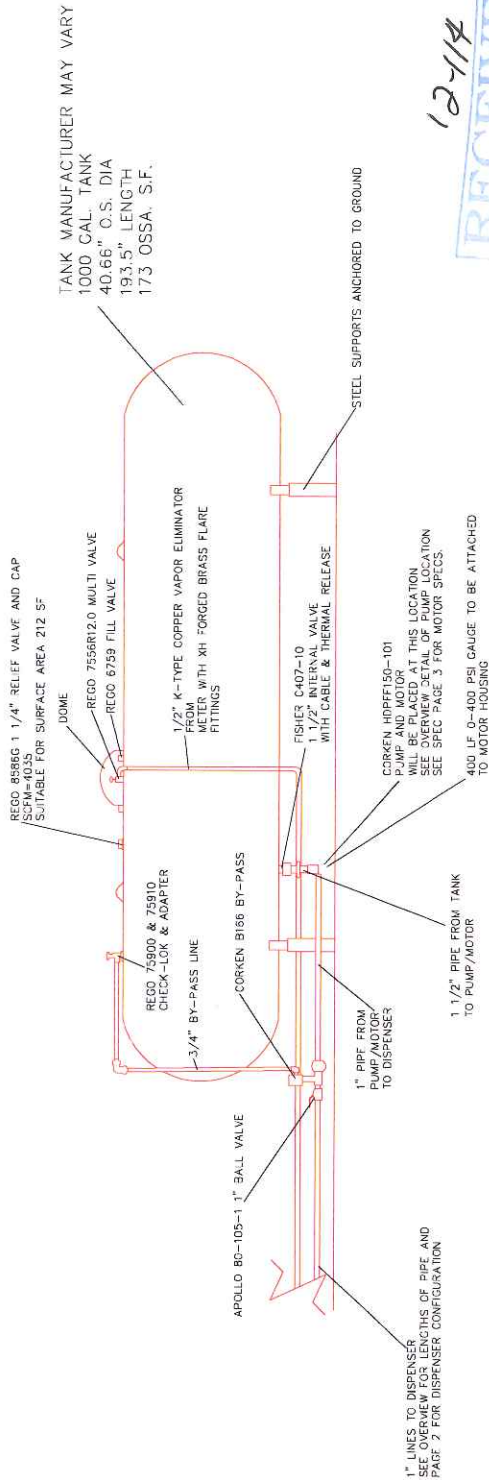 12-414
TANK MANUFACTURER MAY VARY
1000 CAL. TANK
40.66" O.S. DIA
193.5" LENGTH
173 OSSA. S.F.
REGO 8586G 1 1/4" RELIEF VALVE AND CAP
SCFM=4035
SUITABLE FOR SURFACE AREA 212 SF
DOME
REGO 7556R12.0 MULTI VALVE
REGO 6759 FILL VALVE
REGO 75900 & 75910
CHECK-LOK & ADAPTER
1/2" K-TYPE COPPER VAPOR ELIMINATOR
FROM
METER WITH XH FORGED BRASS FLARE
FITTINGS
3/4" BY-PASS LINE
CORKEN B166 BY-PASS
FISHER C407-10
1 1/2" INTERNAL VALVE
WITH CABLE & THERMAL RELEASE
STEEL SUPPORTS ANCHORED TO GROUND
APOLLO 80-105-1 1" BALL VALVE
CORKEN HDPFF150-101
PUMP AND MOTOR
WILL BE PLACED AT THIS LOCATION
SEE OVERVIEW DETAIL OF PUMP LOCATION
SEE SPEC PAGE 3 FOR MOTOR SPECS.
400 LF 0-400 PSI GAUGE TO BE ATTACHED
TO MOTOR HOUSING
1" PIPE FROM
PUMP/MOTOR
TO DISPENSER
1 1/2" PIPE FROM TANK
TO PUMP/MOTOR
1" LINES TO DISPENSER
SEE OVERVIEW FOR LENGTHS OF PIPE AND
PAGE 2 FOR DISPENSER CONFIGURATION